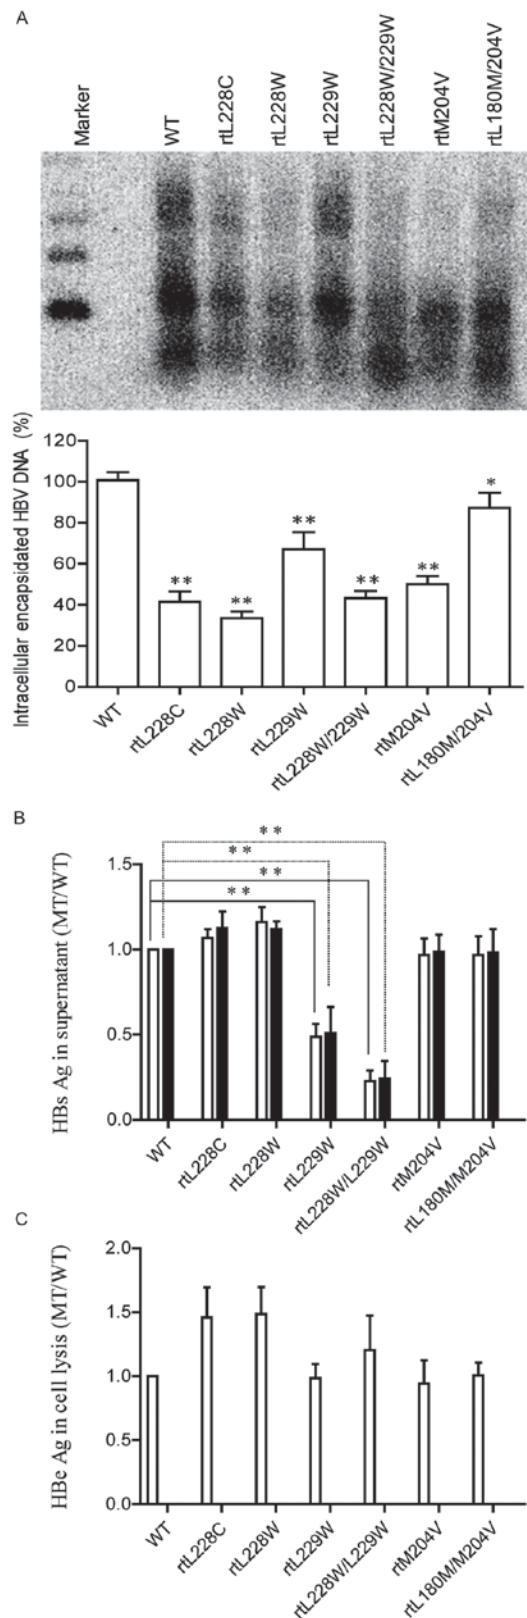 A
Marker
WT
rtL228C
rtL228W
rtL229W
rtL228W/229W
rtM204V
rtL180M/204V
Intracellular encapsidated HBV DNA (%)
120
100
80
60
40
20
0
**
**
**
**
**
*
WT
rtL228C
rtL228W
rtL229W
rtL228W/229W
rtM204V
rtL180M/204V
B
HBs Ag in supernatant (MT/WT)
1.5
1.0
0.5
0.0
**
**
**
**
WT
rtL228C
rtL228W
rtL229W
rtL228W/L229W
rtM204V
rtL180M/M204V
C
HBe Ag in cell lysis (MT/WT)
2.0
1.5
1.0
0.5
0.0
WT
rtL228C
rtL228W
rtL229W
rtL228W/L229W
rtM204V
rtL180M/M204V